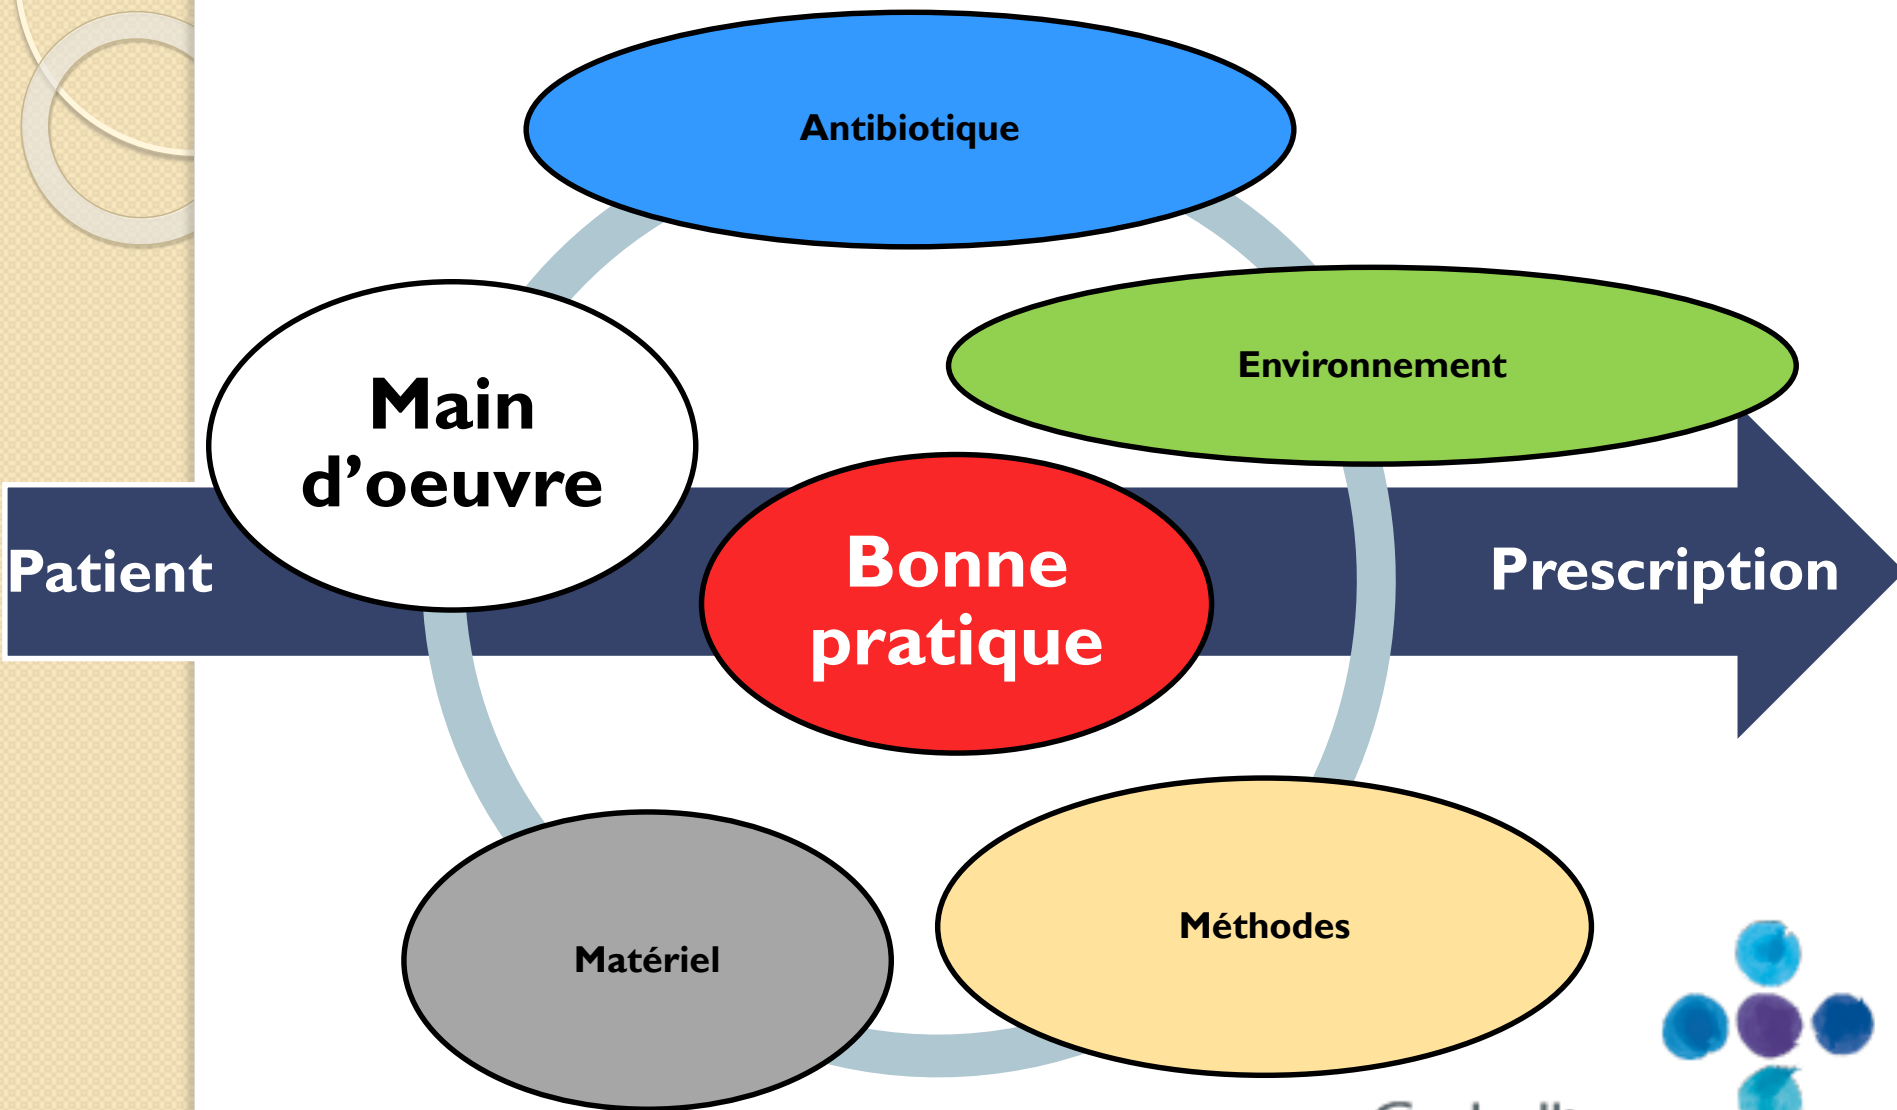 Antibiotique
Environnement
Main
d’oeuvre
Patient
Bonne
pratique
Prescription
Méthodes
Matériel